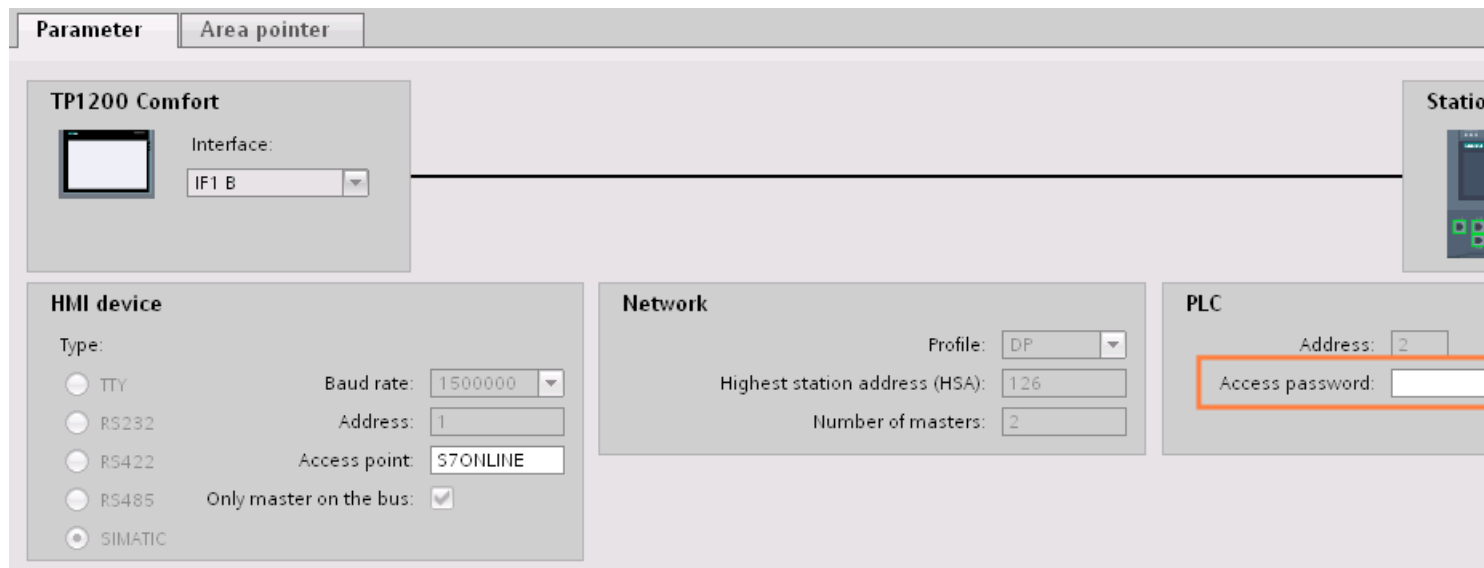 Parameter
Area pointer
TP1200 Comfort
Interface:
IF1 B
Statio
HMI device
Type:
TTY
RS232
RS422
RS485
SIMATIC
Baud rate: 1500000
Address: 1
Access point: S7ONLINE
Only master on the bus:
Network
Profile: DP
Highest station address (HSA): 126
Number of masters: 2
PLC
Address: 2
Access password: